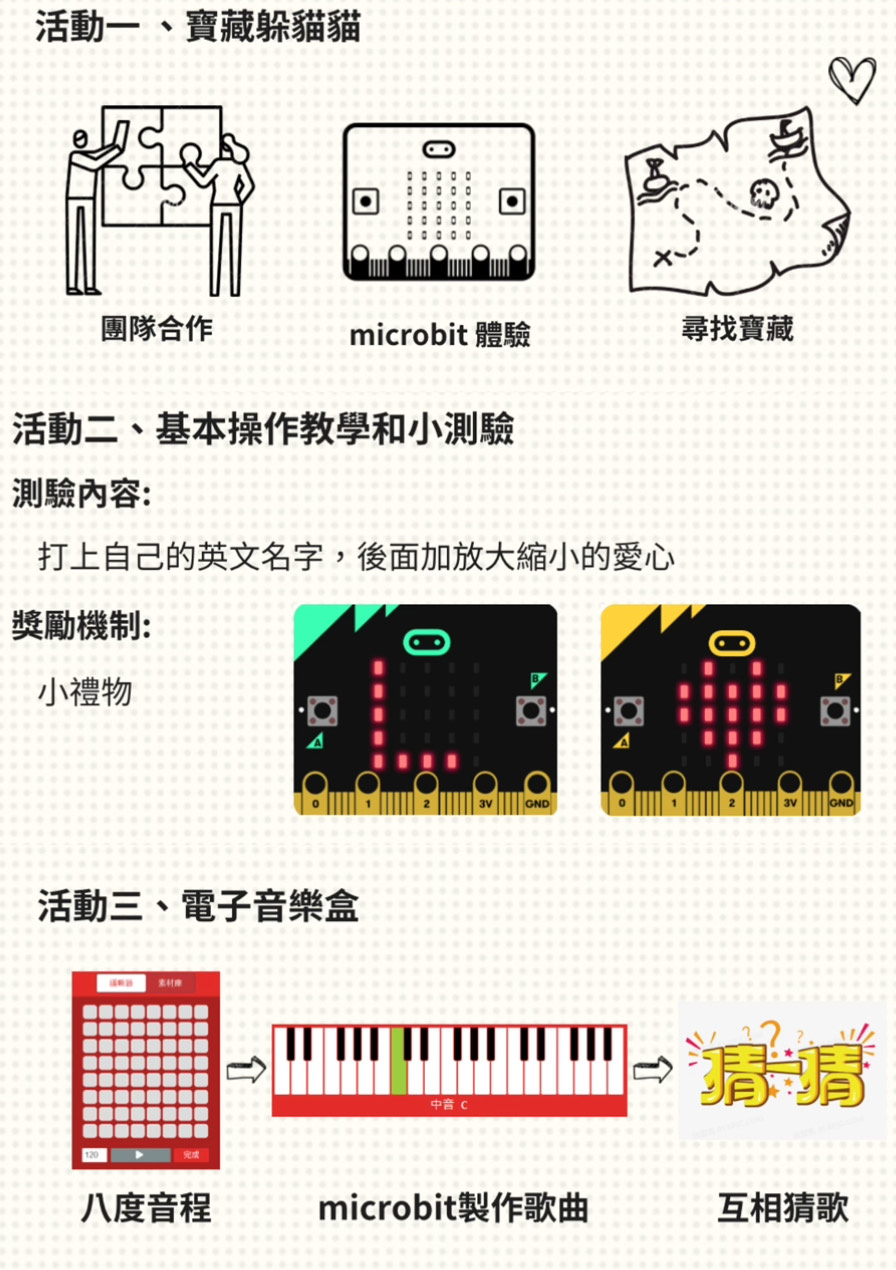 活動一 、寶藏躲貓貓
團隊合作
microbit 體驗
尋找寶藏
活動二、基本操作教學和小測驗
測驗內容:
打上自己的英文名字，後面加放大縮小的愛心
獎勵機制:
小禮物
B
A
0 1 2 3V GND
B
A
0 1 2 3V GND
活動三、電子音樂盒
編輯器 素材庫
120 完成
中音 C
猜一猜
八度音程
microbit製作歌曲
互相猜歌